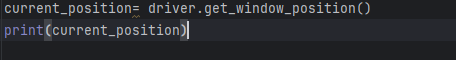 current_position= driver.get_window_position()
print(current_position)